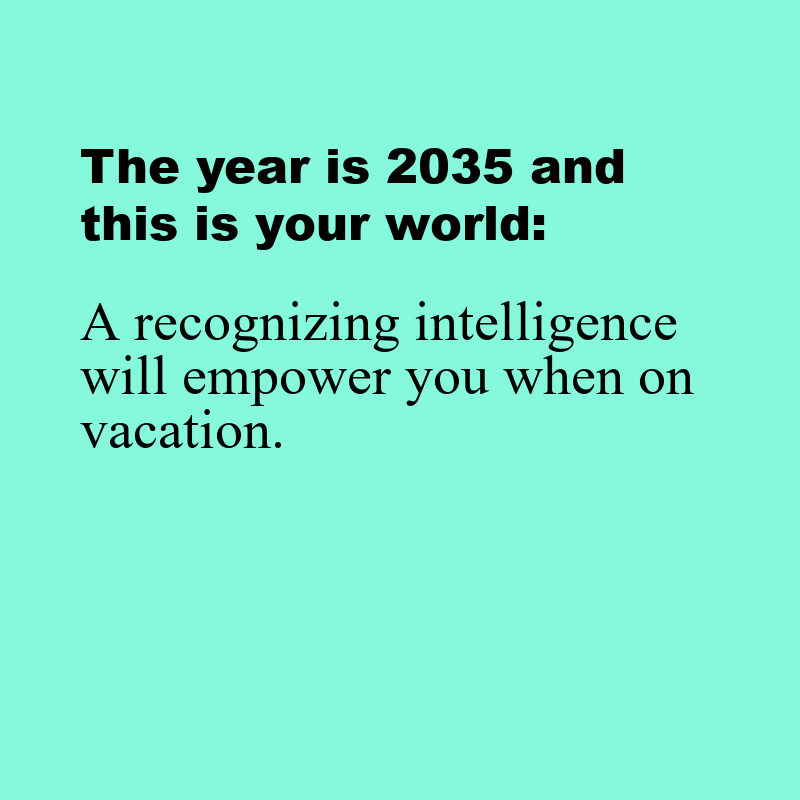 The year is 2035 and
this is your world:
A recognizing intelligence
will empower you when on
vacation.